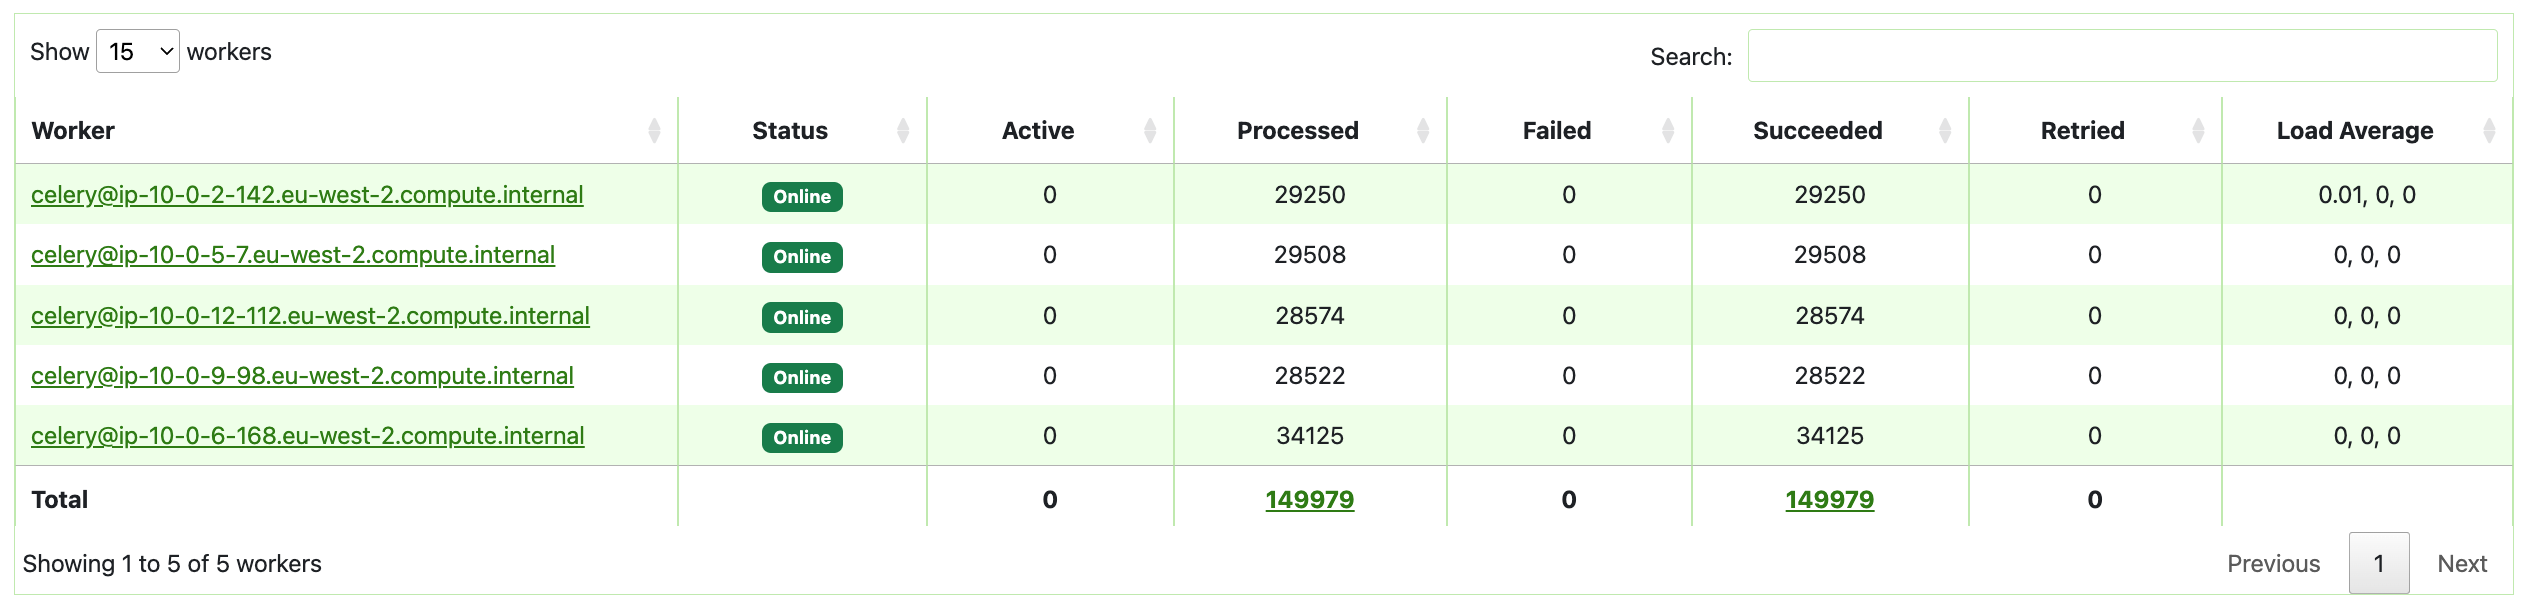 Show 15 workers Search:
Worker Status Active Processed Failed Succeeded Retried Load Average
celery@ip-10-0-2-142.eu-west-2.compute.internal Online 0 29250 0 29250 0 0.01, 0, 0
celery@ip-10-0-5-7.eu-west-2.compute.internal Online 0 29508 0 29508 0 0, 0, 0
celery@ip-10-0-12-112.eu-west-2.compute.internal Online 0 28574 0 28574 0 0, 0, 0
celery@ip-10-0-9-98.eu-west-2.compute.internal Online 0 28522 0 28522 0 0, 0, 0
celery@ip-10-0-6-168.eu-west-2.compute.internal Online 0 34125 0 34125 0 0, 0, 0
Total 0 149979 0 149979 0
Showing 1 to 5 of 5 workers Previous 1 Next